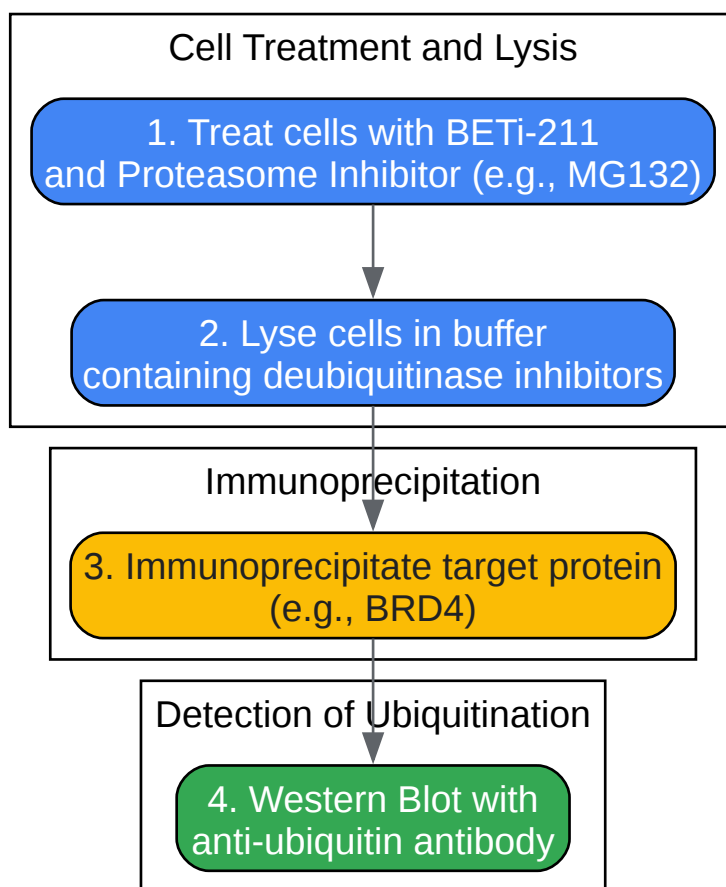 Cell Treatment and Lysis
1. Treat cells with BETi-211
and Proteasome Inhibitor (e.g., MG132)
2. Lyse cells in buffer
containing deubiquitinase inhibitors
Immunoprecipitation
3. Immunoprecipitate target protein
(e.g., BRD4)
Detection of Ubiquitination
4. Western Blot with
anti-ubiquitin antibody